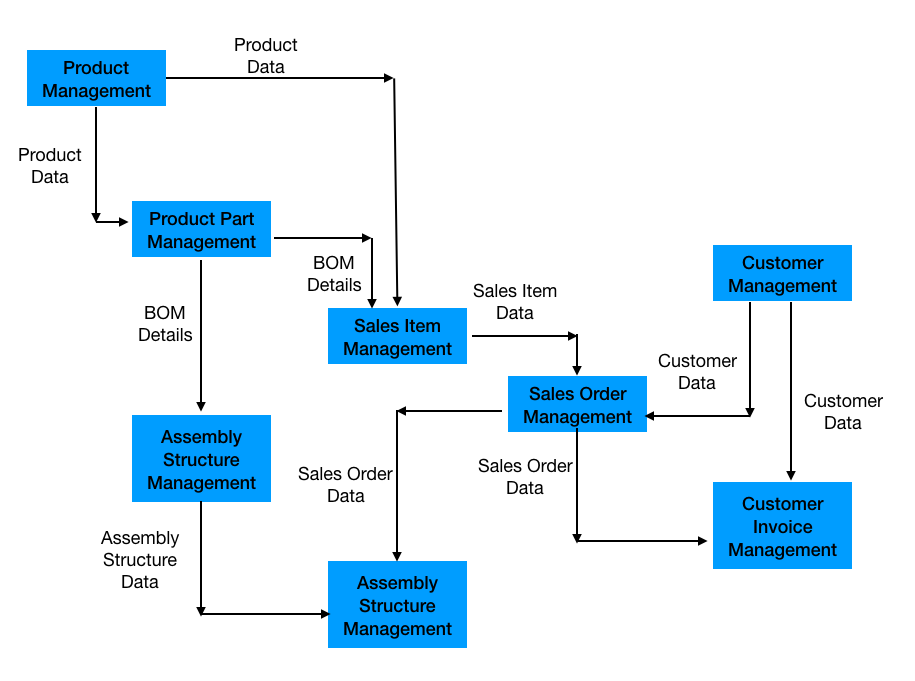 Product
Data
Product
Management
Product
Data
Product Part
Management
BOM
Details
Customer
Management
Sales Item
Data
BOM
Details
Sales Item
Management
Customer
Data
Sales Order
Management
Customer
Data
Assembly
Structure
Management
Sales Order
Data
Sales Order
Data
Customer
Invoice
Management
Assembly
Structure
Data
Assembly
Structure
Management